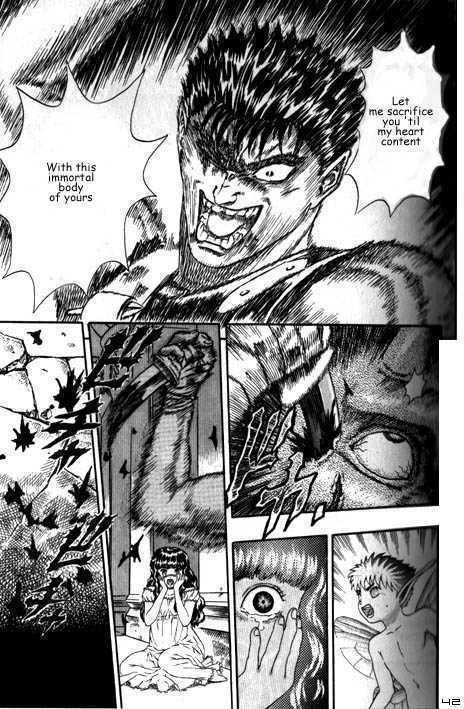 Let
me sacrifice
you 'til
my heart
content
With this
immortal
body
of yours
42